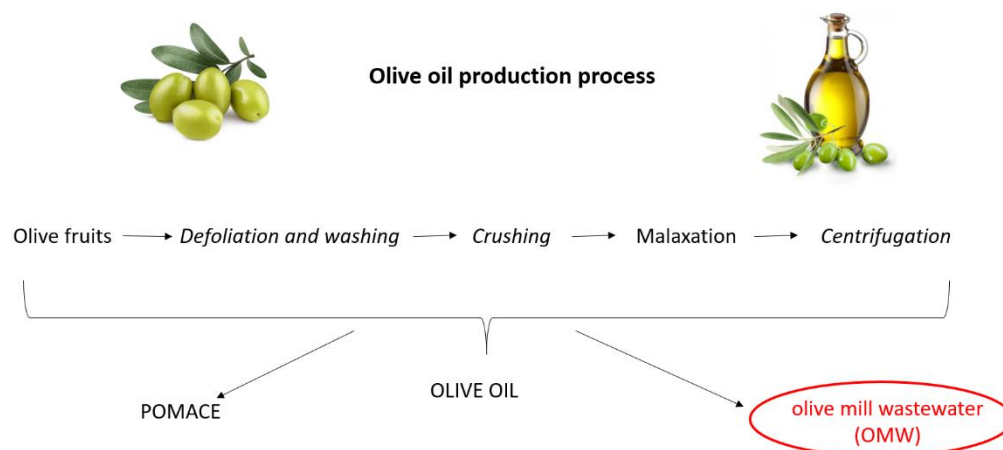 Olive oil production process
Olive fruits Defoliation and washing Crushing Malaxation Centrifugation
POMACE
OLIVE OIL
olive mill wastewater
(OMW)